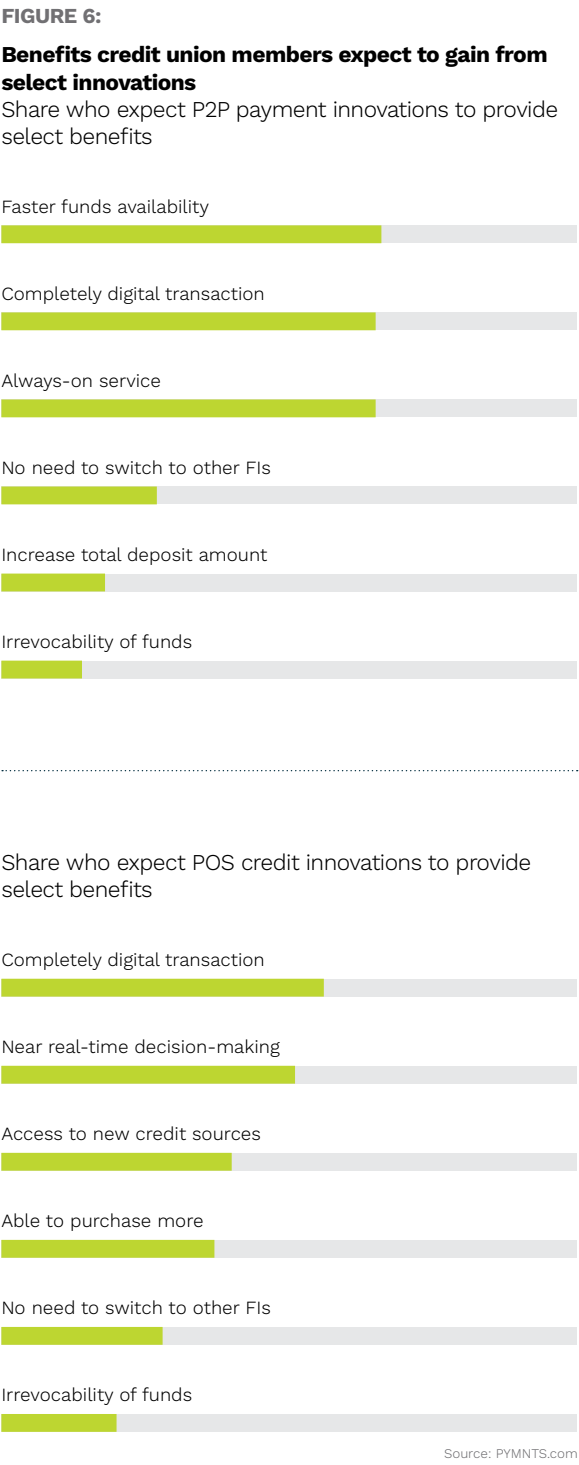 FIGURE 6:
Benefits credit union members expect to gain from
select innovations
Share who expect P2P payment innovations to provide
select benefits
Faster funds availability
Completely digital transaction
Always-on service
No need to switch to other FIs
Increase total deposit amount
Irrevocability of funds
Share who expect POS credit innovations to provide
select benefits
Completely digital transaction
Near real-time decision-making
Access to new credit sources
Able to purchase more
No need to switch to other FIs
Irrevocability of funds
Source: PYMNTS.com